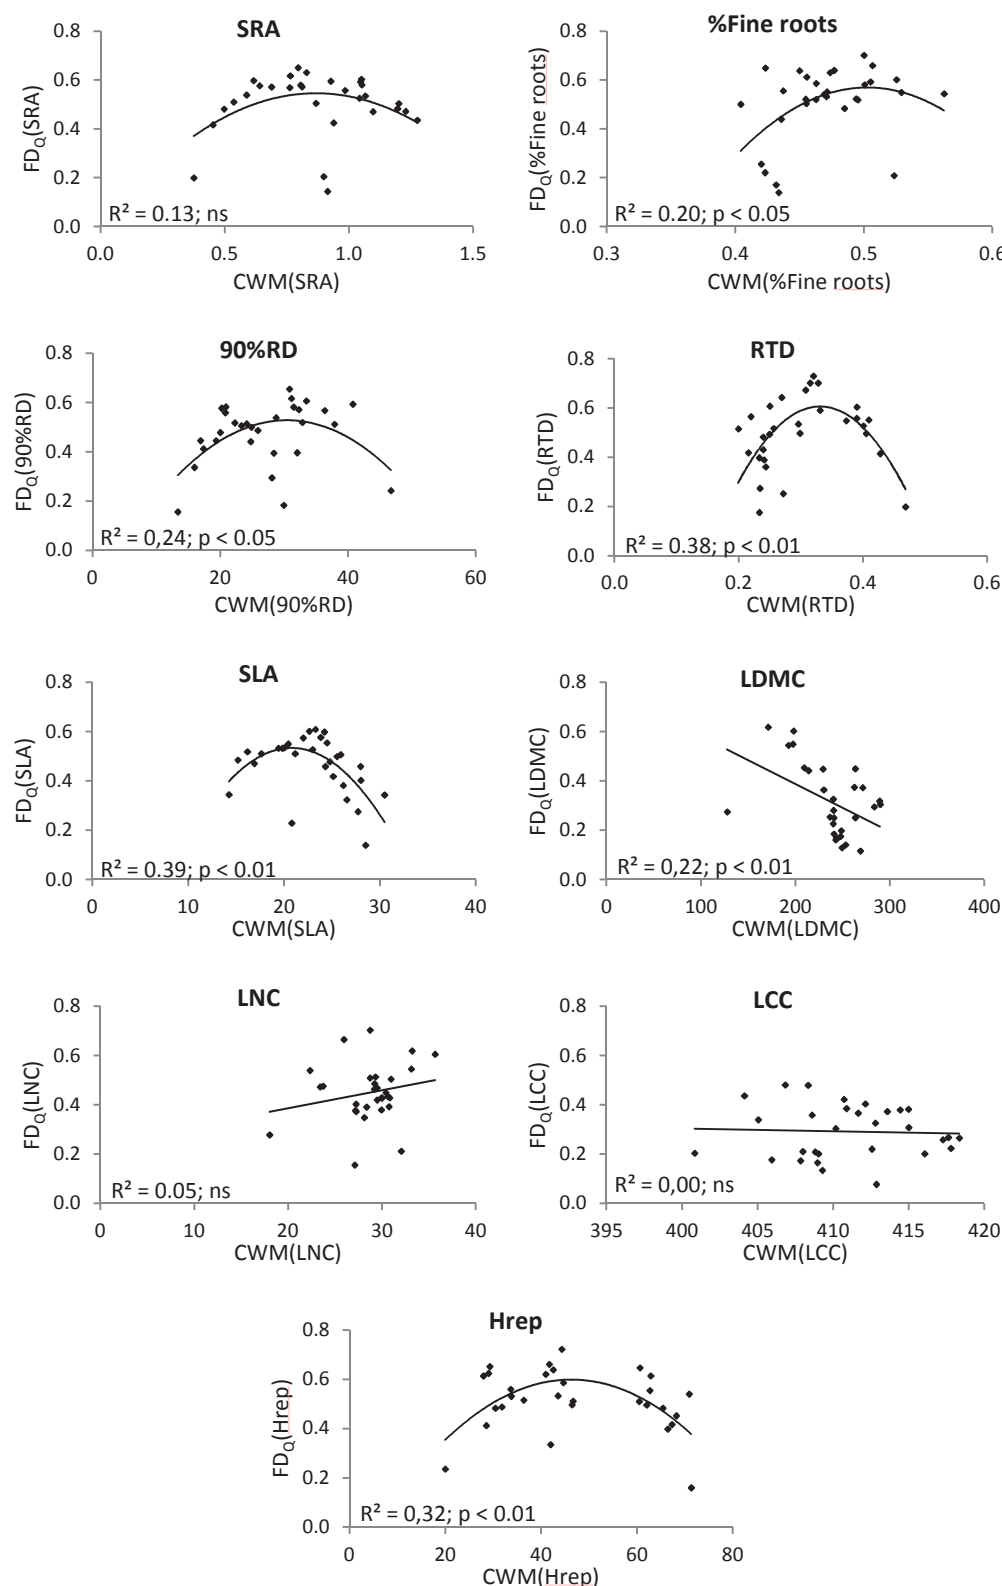 SRA
0.8
0.6
0.4
0.2
0.0
FD_Q(SRA)
R² = 0.13; ns
0.0 0.5 1.0 1.5
CWM(SRA)
%Fine roots
0.8
0.6
0.4
0.2
0.0
FD_Q(%Fine roots)
R² = 0.20; p < 0.05
0.3 0.4 0.5 0.6
CWM(%Fine roots)
90%RD
0.8
0.6
0.4
0.2
0.0
FD_Q(90%RD)
R² = 0,24; p < 0.05
0 20 40 60
CWM(90%RD)
RTD
0.8
0.6
0.4
0.2
0.0
FD_Q(RTD)
R² = 0.38; p < 0.01
0.0 0.2 0.4 0.6
CWM(RTD)
SLA
0.8
0.6
0.4
0.2
0.0
FD_Q(SLA)
R² = 0.39; p < 0.01
0 10 20 30 40
CWM(SLA)
LDMC
0.8
0.6
0.4
0.2
0.0
FD_Q(LDMC)
R² = 0,22; p < 0.01
0 100 200 300 400
CWM(LDMC)
LNC
0.8
0.6
0.4
0.2
0.0
FD_Q(LNC)
R² = 0.05; ns
0 10 20 30 40
CWM(LNC)
LCC
0.8
0.6
0.4
0.2
0.0
FD_Q(LCC)
R² = 0,00; ns
395 400 405 410 415 420
CWM(LCC)
Hrep
0.8
0.6
0.4
0.2
0.0
FD_Q(Hrep)
R² = 0,32; p < 0.01
0 20 40 60 80
CWM(Hrep)